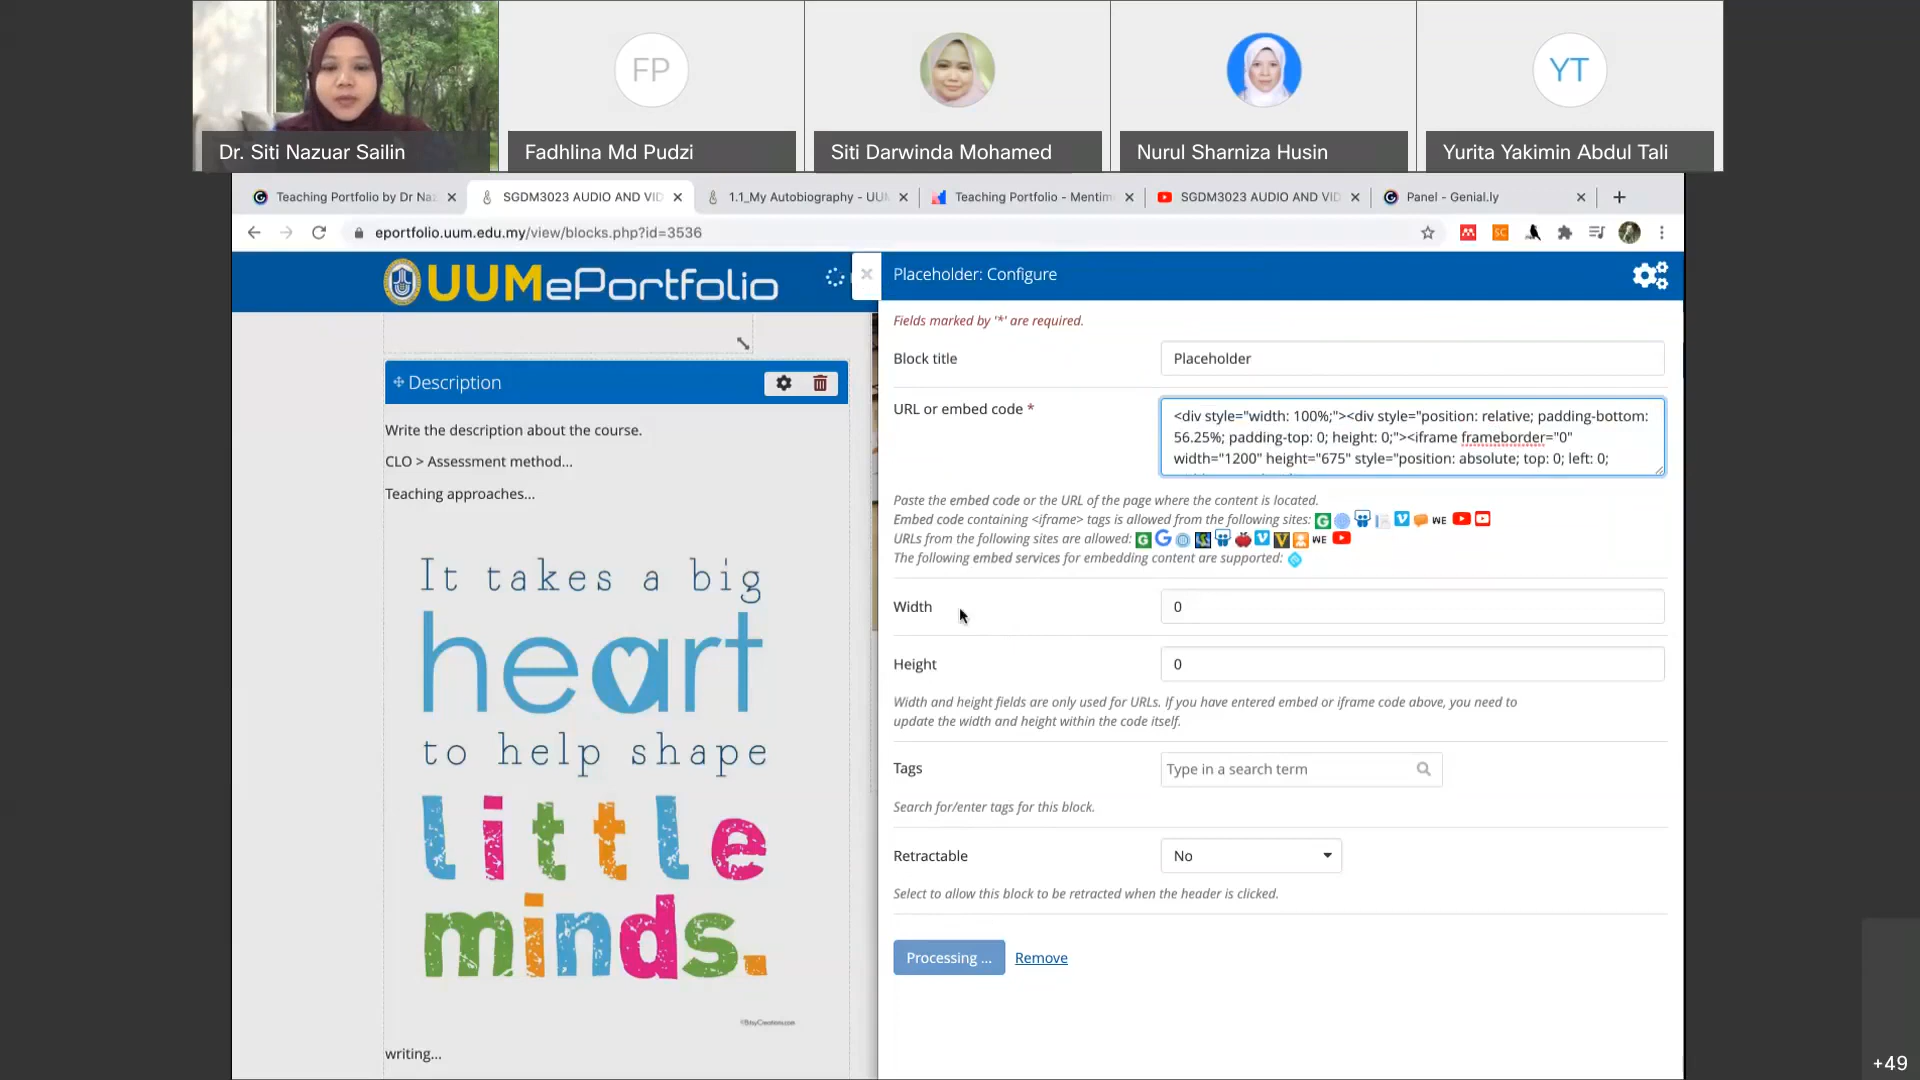 FP
YT
Dr. Siti Nazuar Sailin
Fadhlina Md Pudzi
Siti Darwinda Mohamed
Nurul Sharniza Husin
Yurita Yakimin Abdul Tali
Teaching Portfolio by Dr Naz
SGDM3023 AUDIO AND VID
1.1_My Autobiography - UU
Teaching Portfolio - Mentim
SGDM3023 AUDIO AND VID
Panel - Genial.ly
eportfolio.uum.edu.my/view/blocks.php?id=3536
SC
UUMePortfolio
Placeholder: Configure
Fields marked by '*' are required.
Block title
Placeholder
URL or embed code *
<div style="width: 100%;"><div style="position: relative; padding-bottom:
56.25%; padding-top: 0; height: 0;"><iframe frameborder="0"
width="1200" height="675" style="position: absolute; top: 0; left: 0;
Paste the embed code or the URL of the page where the content is located.
Embed code containing <iframe> tags is allowed from the following sites:
URLs from the following sites are allowed:
The following embed services for embedding content are supported:
Width
0
Height
0
Width and height fields are only used for URLs. If you have entered embed or iframe code above, you need to
update the width and height within the code itself.
Tags
Type in a search term
Search for/enter tags for this block.
Retractable
No
Select to allow this block to be retracted when the header is clicked.
Processing ...
Remove
Description
Write the description about the course.
CLO > Assessment method...
Teaching approaches...
It takes a big
heart
to help shape
little
minds.
writing...
+49